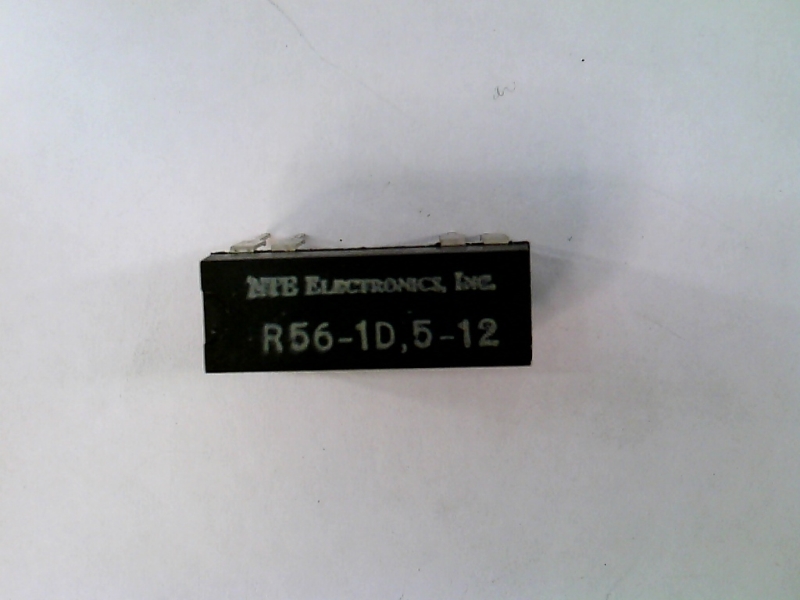 NTE ELECTRONICS, INC.
R56-1D,5-12